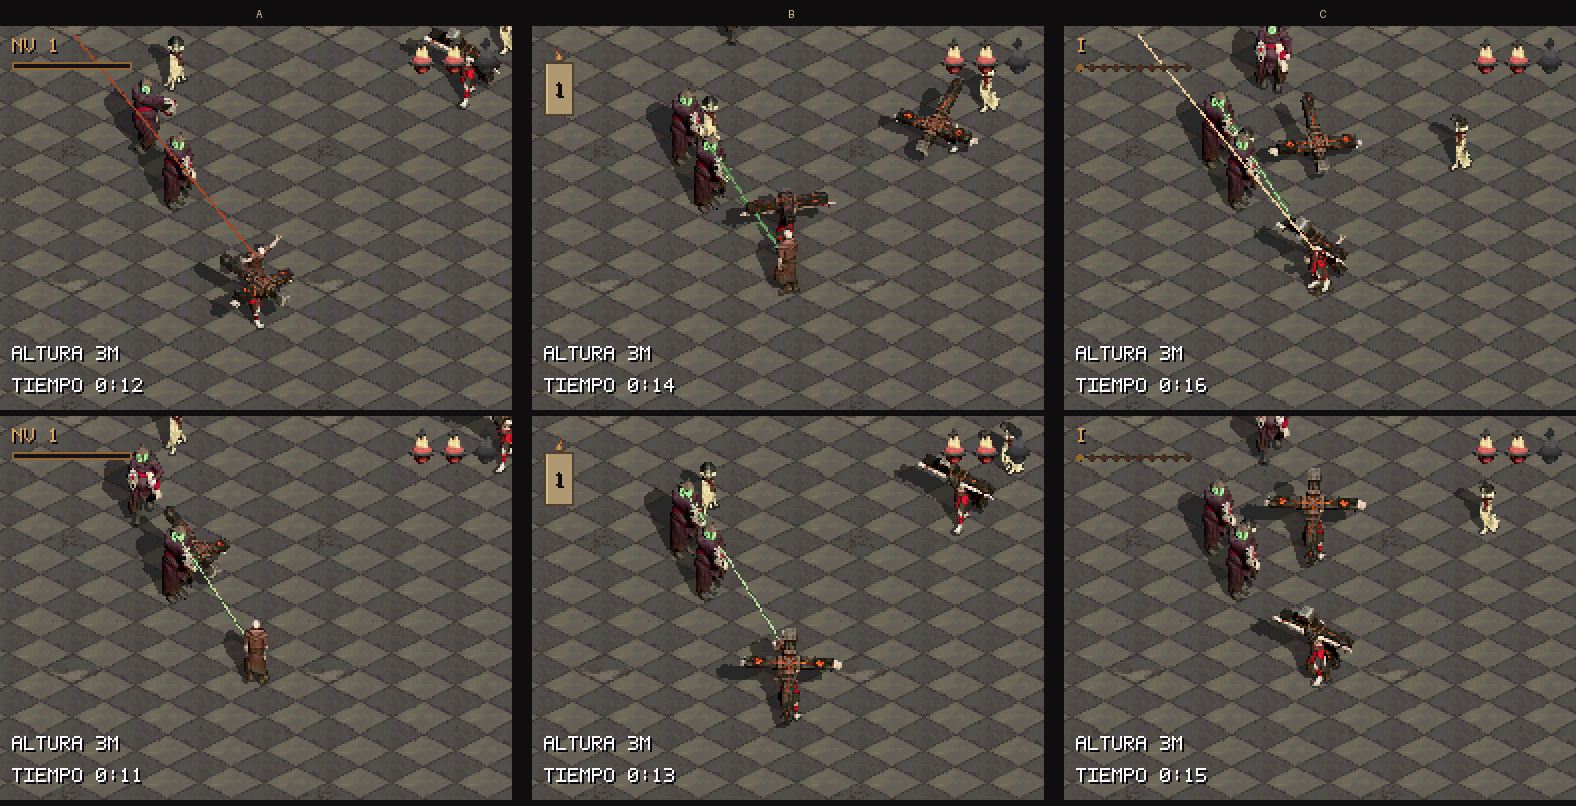 A
B
C
NV 1
1
I
ALTURA 3M
TIEMPO 0:12
ALTURA 3M
TIEMPO 0:14
ALTURA 3M
TIEMPO 0:16
NV 1
1
I
ALTURA 3M
TIEMPO 0:11
ALTURA 3M
TIEMPO 0:13
ALTURA 3M
TIEMPO 0:15